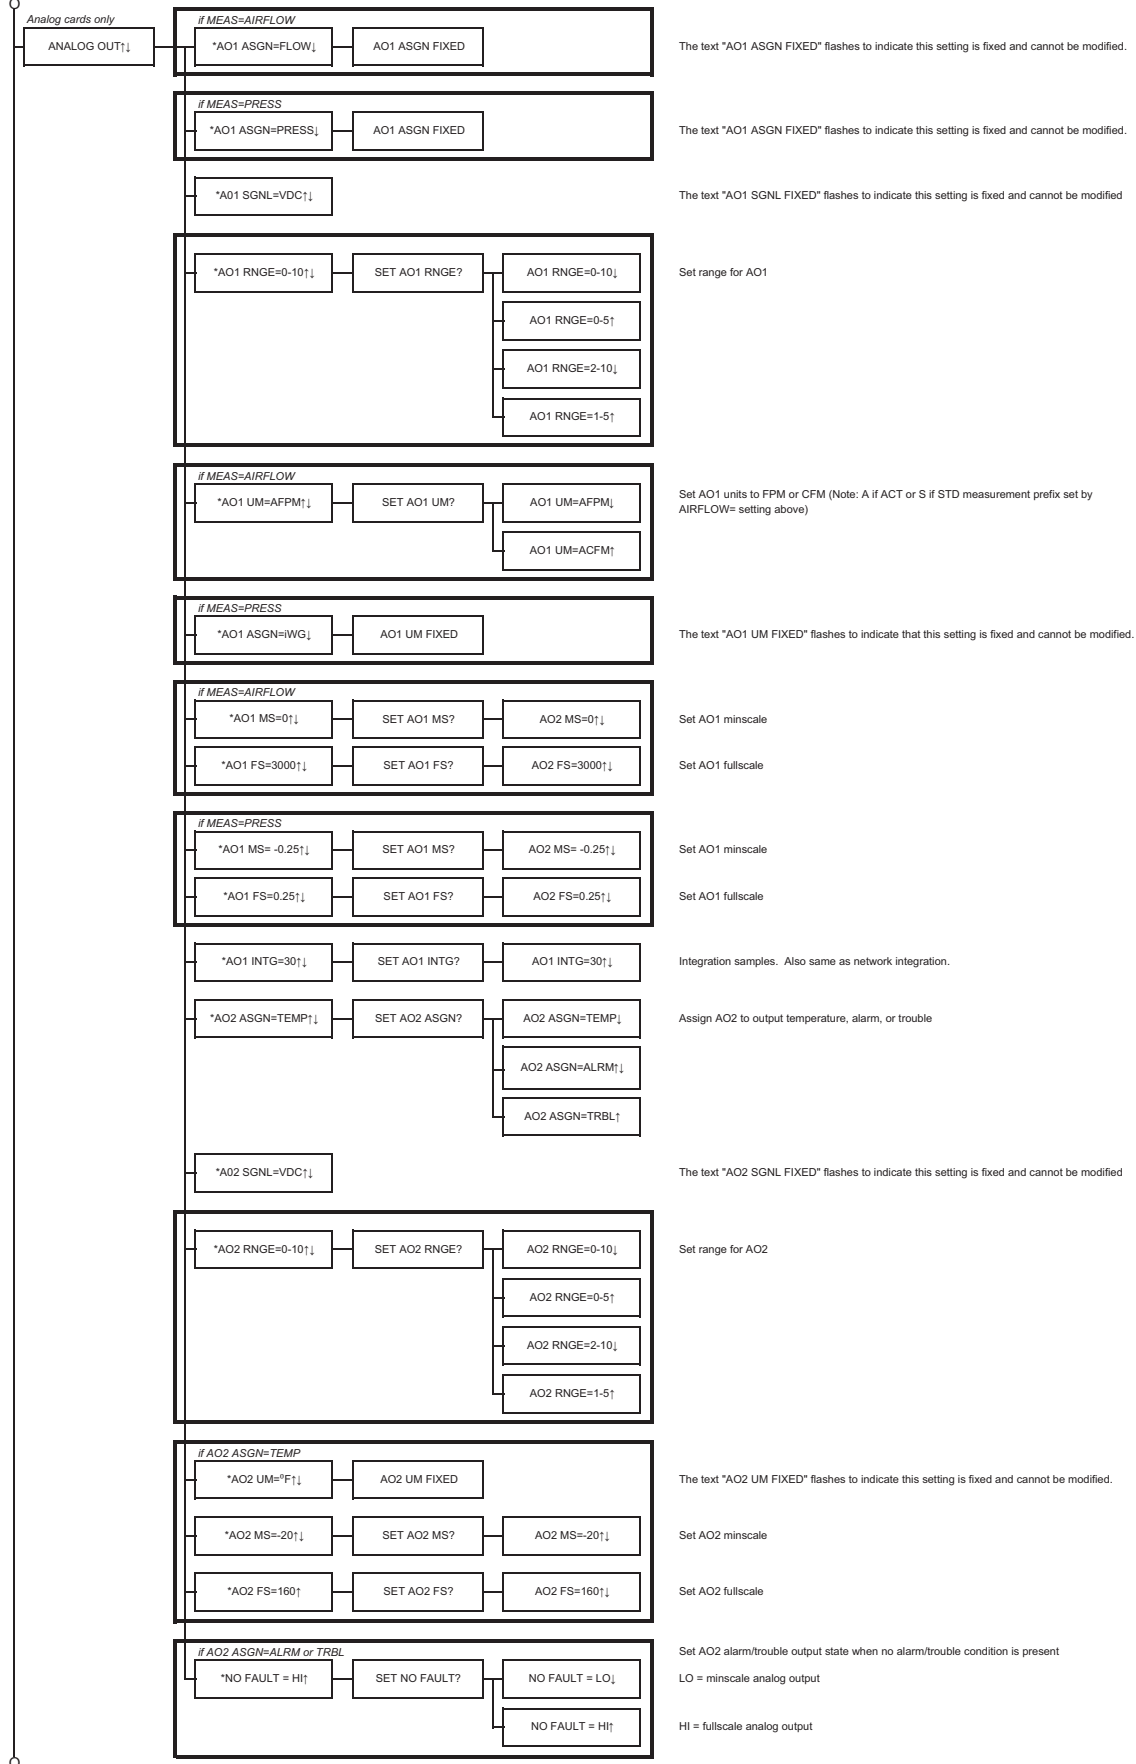 Analog cards only
ANALOG OUT↑↓
if MEAS=AIRFLOW
*AO1 ASGN=FLOW↓
AO1 ASGN FIXED
The text "AO1 ASGN FIXED" flashes to indicate this setting is fixed and cannot be modified.
if MEAS=PRESS
*AO1 ASGN=PRESS↓
AO1 ASGN FIXED
The text "AO1 ASGN FIXED" flashes to indicate this setting is fixed and cannot be modified.
*A01 SGNL=VDC↑↓
The text "AO1 SGNL FIXED" flashes to indicate this setting is fixed and cannot be modified
*AO1 RNGE=0-10↑↓
SET AO1 RNGE?
AO1 RNGE=0-10↓
Set range for AO1
AO1 RNGE=0-5↑
AO1 RNGE=2-10↓
AO1 RNGE=1-5↑
if MEAS=AIRFLOW
*AO1 UM=AFPM↑↓
SET AO1 UM?
AO1 UM=AFPM↓
Set AO1 units to FPM or CFM (Note: A if ACT or S if STD measurement prefix set by
AIRFLOW= setting above)
AO1 UM=ACFM↑
if MEAS=PRESS
*AO1 ASGN=iWG↓
AO1 UM FIXED
The text "AO1 UM FIXED" flashes to indicate that this setting is fixed and cannot be modified.
if MEAS=AIRFLOW
*AO1 MS=0↑↓
SET AO1 MS?
AO2 MS=0↑↓
Set AO1 minscale
*AO1 FS=3000↑↓
SET AO1 FS?
AO2 FS=3000↑↓
Set AO1 fullscale
if MEAS=PRESS
*AO1 MS= -0.25↑↓
SET AO1 MS?
AO2 MS= -0.25↑↓
Set AO1 minscale
*AO1 FS=0.25↑↓
SET AO1 FS?
AO2 FS=0.25↑↓
Set AO1 fullscale
*AO1 INTG=30↑↓
SET AO1 INTG?
AO1 INTG=30↑↓
Integration samples.  Also same as network integration.
*AO2 ASGN=TEMP↑↓
SET AO2 ASGN?
AO2 ASGN=TEMP↓
Assign AO2 to output temperature, alarm, or trouble
AO2 ASGN=ALRM↑↓
AO2 ASGN=TRBL↑
*A02 SGNL=VDC↑↓
The text "AO2 SGNL FIXED" flashes to indicate this setting is fixed and cannot be modified
*AO2 RNGE=0-10↑↓
SET AO2 RNGE?
AO2 RNGE=0-10↓
Set range for AO2
AO2 RNGE=0-5↑
AO2 RNGE=2-10↓
AO2 RNGE=1-5↑
if AO2 ASGN=TEMP
*AO2 UM=ºF↑↓
AO2 UM FIXED
The text "AO2 UM FIXED" flashes to indicate this setting is fixed and cannot be modified.
*AO2 MS=-20↑↓
SET AO2 MS?
AO2 MS=-20↑↓
Set AO2 minscale
*AO2 FS=160↑
SET AO2 FS?
AO2 FS=160↑↓
Set AO2 fullscale
if AO2 ASGN=ALRM or TRBL
Set AO2 alarm/trouble output state when no alarm/trouble condition is present
*NO FAULT = HI↑
SET NO FAULT?
NO FAULT = LO↓
LO = minscale analog output
NO FAULT = HI↑
HI = fullscale analog output